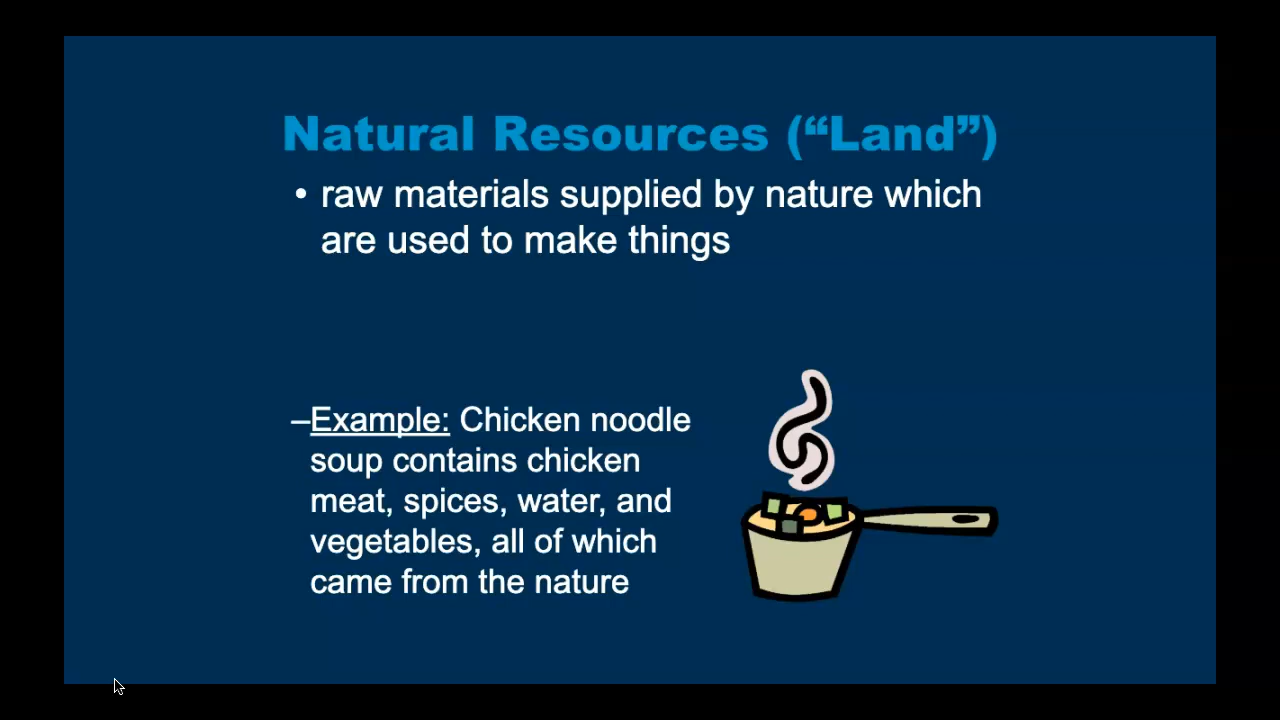 Natural Resources (“Land”)
• raw materials supplied by nature which
are used to make things
–Example: Chicken noodle
soup contains chicken
meat, spices, water, and
vegetables, all of which
came from the nature